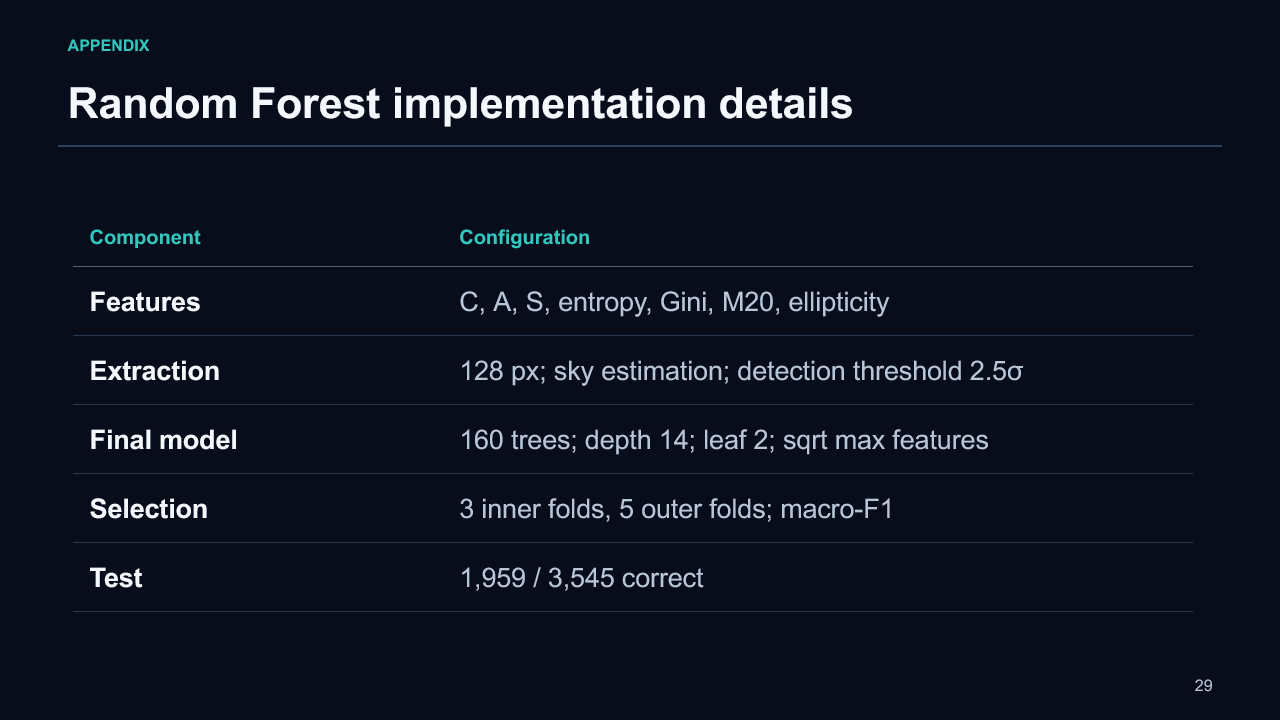 APPENDIX
Random Forest implementation details
Component Configuration
Features C, A, S, entropy, Gini, M20, ellipticity
Extraction 128 px; sky estimation; detection threshold 2.5σ
Final model 160 trees; depth 14; leaf 2; sqrt max features
Selection 3 inner folds, 5 outer folds; macro-F1
Test 1,959 / 3,545 correct
29